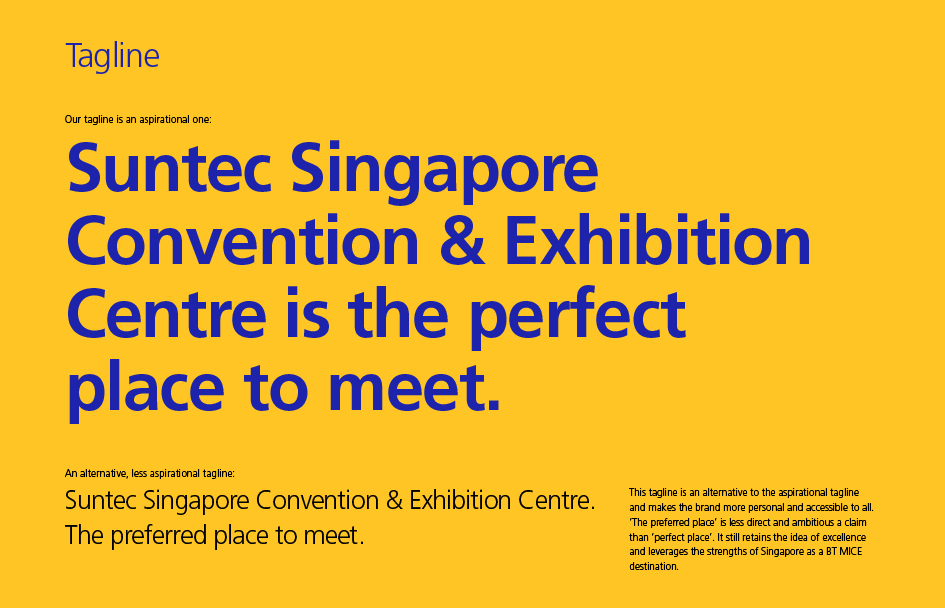 Tagline
Our tagline is an aspirational one:
Suntec Singapore
Convention & Exhibition
Centre is the perfect
place to meet.
An alternative, less aspirational tagline:
Suntec Singapore Convention & Exhibition Centre.
The preferred place to meet.
This tagline is an alternative to the aspirational tagline
and makes the brand more personal and accessible to all.
‘The preferred place’ is less direct and ambitious a claim
than ‘perfect place’. It still retains the idea of excellence
and leverages the strengths of Singapore as a BT MICE
destination.